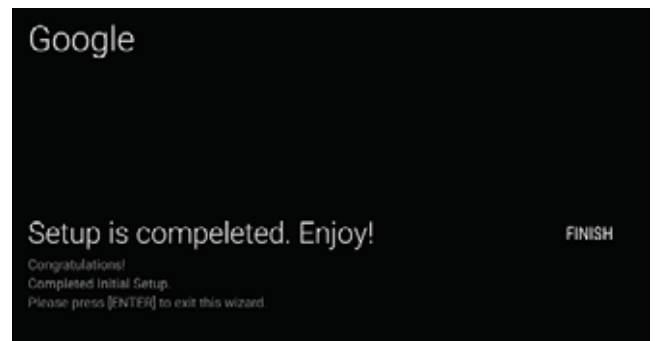 Google
Setup is compeleted. Enjoy!
FINISH
Congratulations!
Completed Initial Setup.
Please press [ENTER] to exit this wizard.